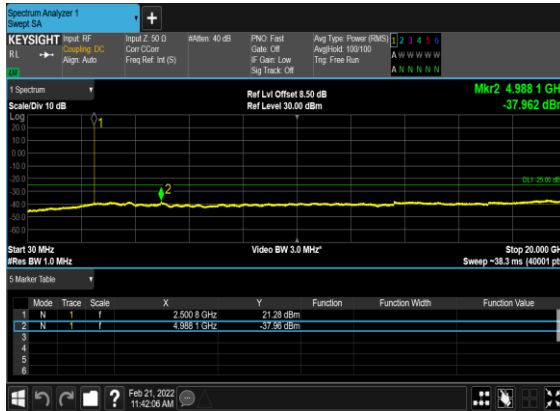 Spectrum Analyzer 1
Swept SA
+
KEYSIGHT Input: RF Input Z: 50 Ω #Atten: 40 dB PNO: Fast Avg Type: Power (RMS) 1 2 3 4 5 6
RL Coupling: DC Corr CCorr Gate: Off Avg|Hold: 100/100 A W W W W W
Align: Auto Freq Ref: Int (S) IF Gain: Low Trig: Free Run
Sig Track: Off A N N N N N
1 Spectrum Ref Lvl Offset 8.50 dB Mkr2 4.988 1 GH
Scale/Div 10 dB Ref Level 30.00 dBm -37.962 dBr
Log
20.0
10.0
0.00
-10.0
-20.0
-30.0
-40.0
-50.0
-60.0
1
2
DL1 -25.00 dB
Start 30 MHz Video BW 3.0 MHz* Stop 20.000 GH
#Res BW 1.0 MHz Sweep ~38.3 ms (40001 pt
5 Marker Table
Mode Trace Scale X Y Function Function Width Function Value
1 N 1 f 2.500 8 GHz 21.28 dBm
2 N 1 f 4.988 1 GHz -37.96 dBm
3
4
5
6
? Feb 21, 2022
11:42:06 AM